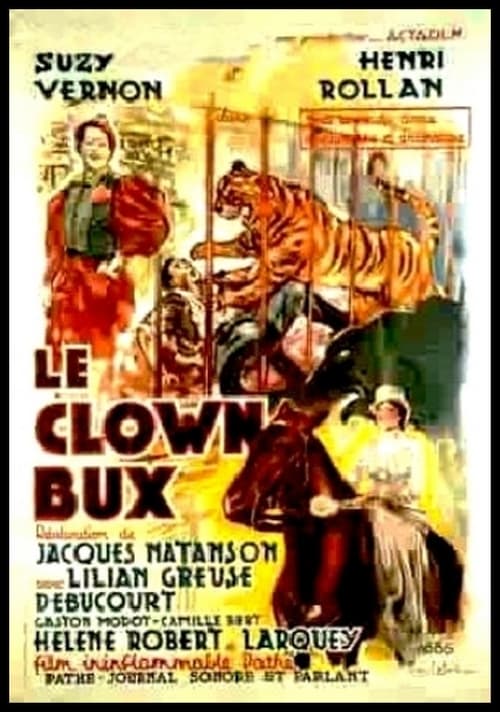 SUZY
VERNON
HENRI
ROLLAN
dans
LE
CLOWN
BUX
Réalisation de
JACQUES NATANSON
avec LILIAN GREUSE
DEBUCOURT
GASTON MODOT-CAMILLE BERT
HELENE ROBERT LARQUEY
film ininflammable Pathé
PATHE-JOURNAL SONORE ET PARLANT